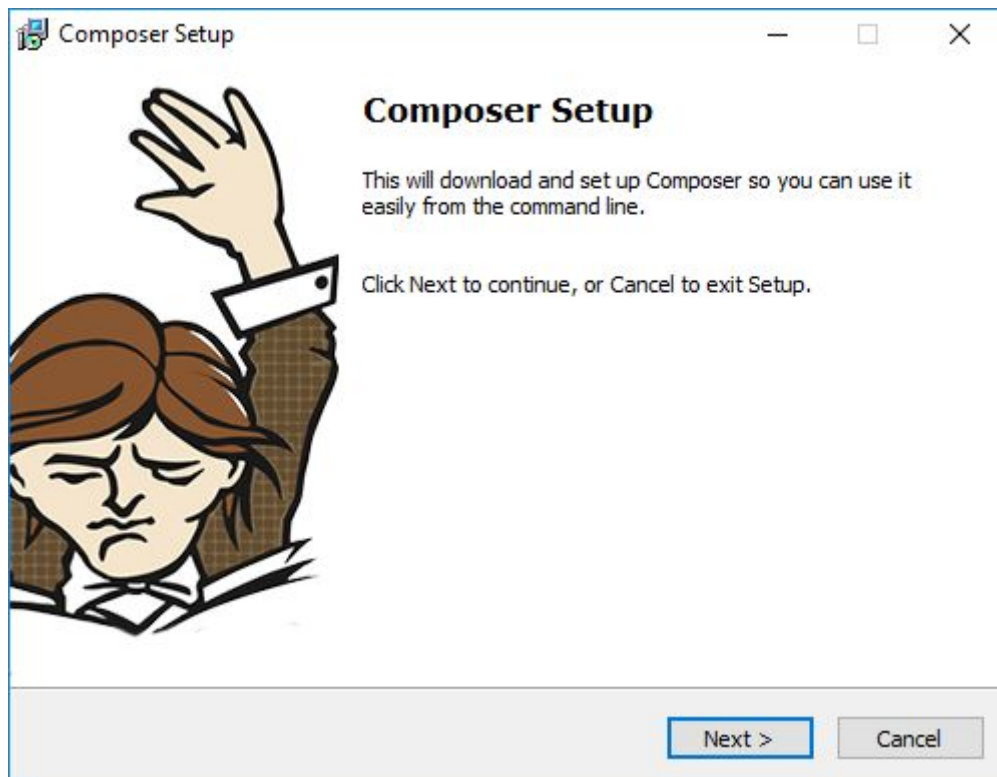 Composer Setup
Composer Setup
This will download and set up Composer so you can use it
easily from the command line.
Click Next to continue, or Cancel to exit Setup.
Next >
Cancel